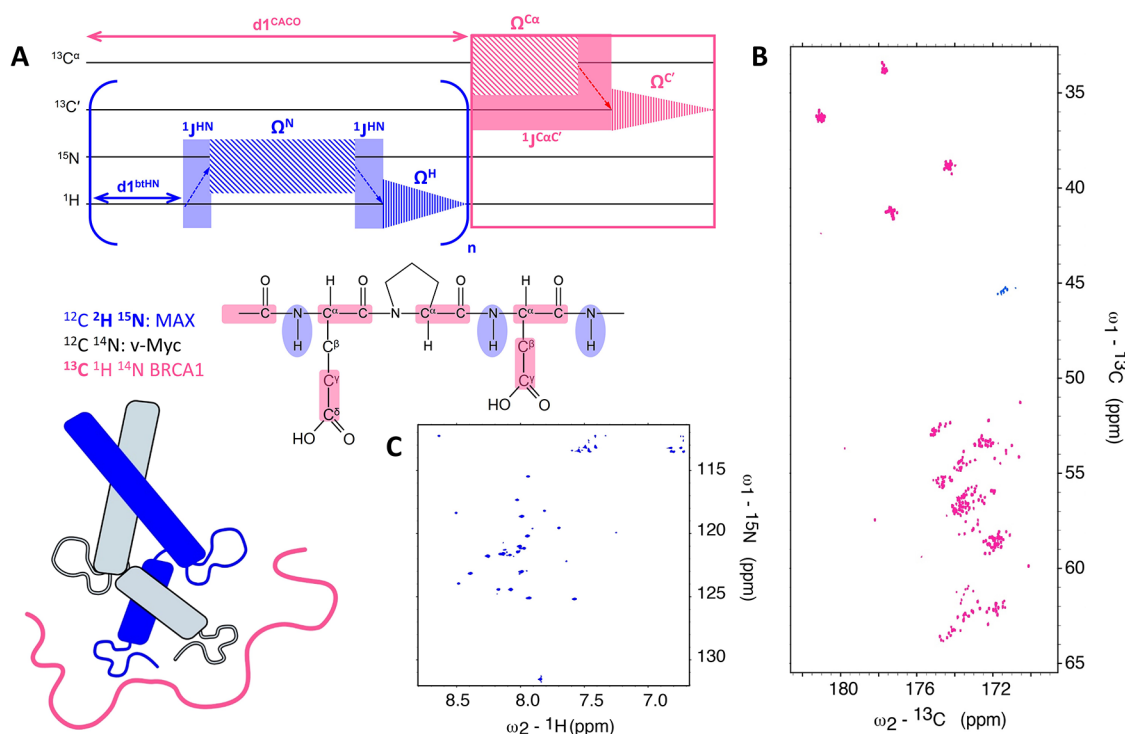 A
d1^CACO
Ω^Cα
¹³C^α
Ω^C′
¹³C′
¹J^HN
Ω^N
¹J^HN
¹J^CαC′
¹⁵N
d1^btHN
Ω^H
¹H
n
O H O O H O
C N C^α C N C^α C N C^α C N
H H H H
C^β C^β
C^γ C^γ
HO O
C^δ
HO O
¹²C ²H ¹⁵N: MAX
¹²C ¹⁴N: v-Myc
¹³C ¹H ¹⁴N BRCA1
C
115
120
125
130
ω1 - ¹⁵N (ppm)
8.5 8.0 7.5 7.0
ω2 - ¹H (ppm)
B
35
40
45
50
55
60
65
ω1 - ¹³C (ppm)
180 176 172
ω2 - ¹³C (ppm)